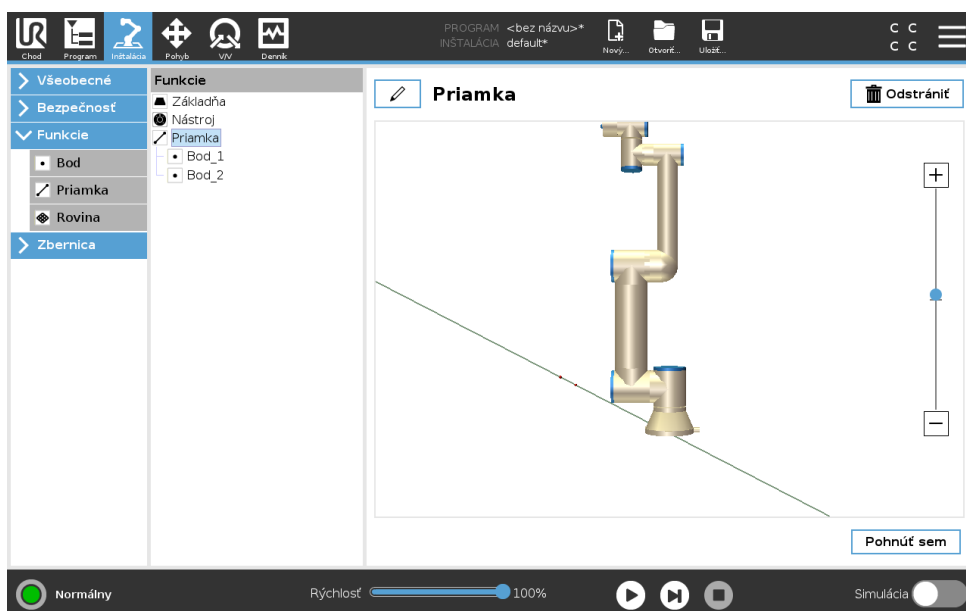 UR
PROGRAM <bez názvu>*
INŠTALÁCIA default*
Chod Program Inštalácia Pohyb V/V Denník
Nový... Otvoriť... Uložiť...
C C
C C
Všeobecné
Bezpečnosť
Funkcie
Bod
Priamka
Rovina
Zbernica
Funkcie
Základňa
Nástroj
Priamka
Bod_1
Bod_2
Priamka
Odstrániť
Pohnúť sem
Normálny
Rýchlosť 100%
Simulácia